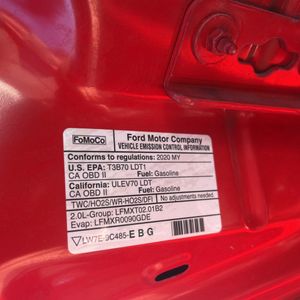 FoMoCo
Ford Motor Company
VEHICLE EMISSION CONTROL INFORMATION
Conforms to regulations: 2020 MY
U.S. EPA: T3B70 LDT1
CA OBD II Fuel: Gasoline
California: ULEV70 LDT
CA OBD II Fuel: Gasoline
TWC/HO2S/WR-HO2S/DFI No adjustments needed.
2.0L-Group: LFMXT02.01B2
Evap: LFMXR0090GDE
LW7E-9C485-E B G